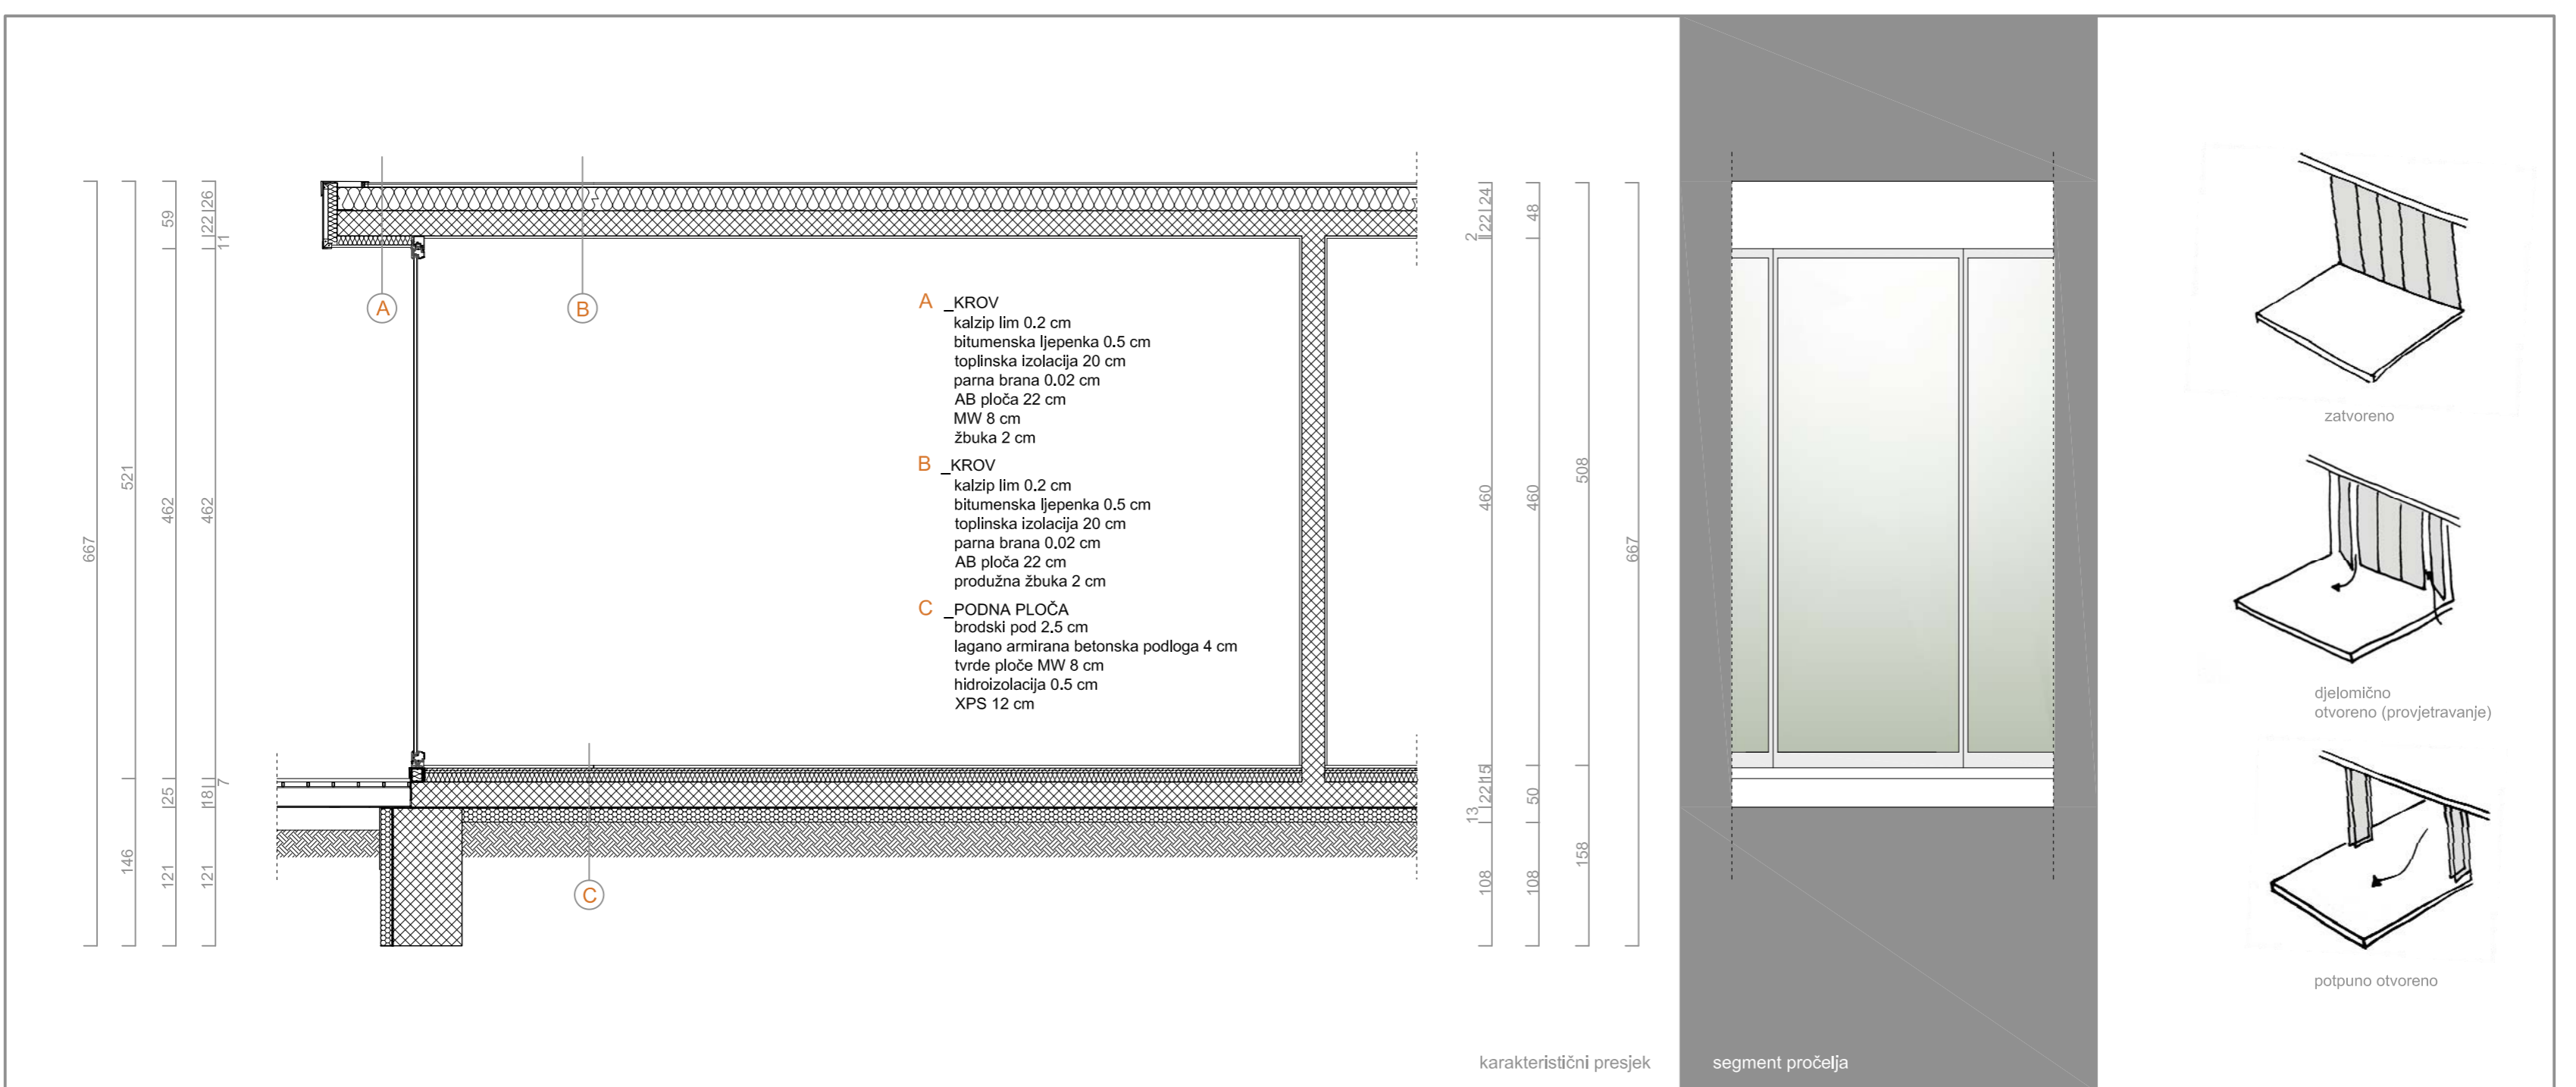 667
521
146
59
462
125
121
22 26
11
462
18
7
121
A
B
C
A _KROV
kalzip lim 0.2 cm
bitumenska ljepenka 0.5 cm
toplinska izolacija 20 cm
parna brana 0.02 cm
AB ploča 22 cm
MW 8 cm
žbuka 2 cm
B _KROV
kalzip lim 0.2 cm
bitumenska ljepenka 0.5 cm
toplinska izolacija 20 cm
parna brana 0.02 cm
AB ploča 22 cm
produžna žbuka 2 cm
C _PODNA PLOČA
brodski pod 2.5 cm
lagano armirana betonska podloga 4 cm
tvrde ploče MW 8 cm
hidroizolacija 0.5 cm
XPS 12 cm
2
22 24
460
22 15
13
108
48
460
50
108
508
158
667
karakteristični presjek
segment pročelja
zatvoreno
djelomično
otvoreno (provjetravanje)
potpuno otvoreno